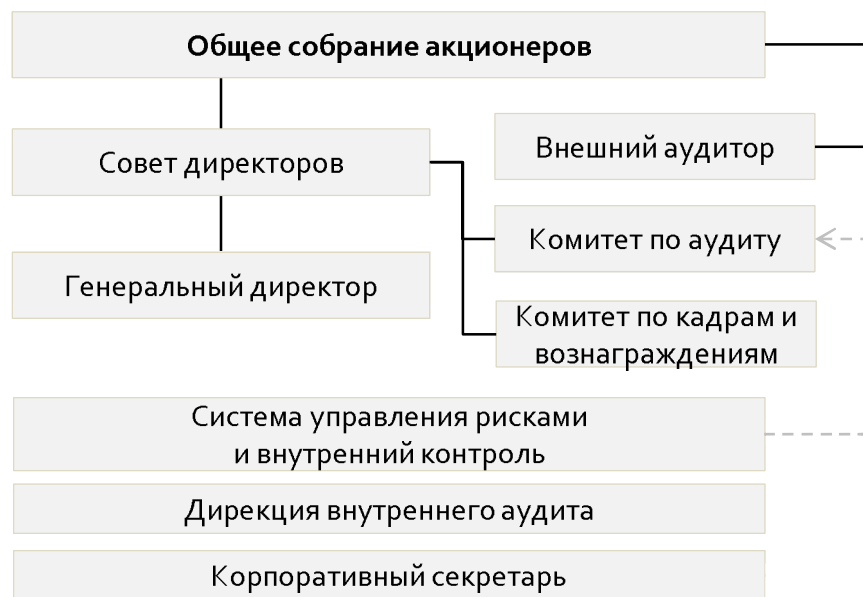 Общее собрание акционеров
Совет директоров
Внешний аудитор
Комитет по аудиту
Генеральный директор
Комитет по кадрам и
вознаграждениям
Система управления рисками
и внутренний контроль
Дирекция внутреннего аудита
Корпоративный секретарь